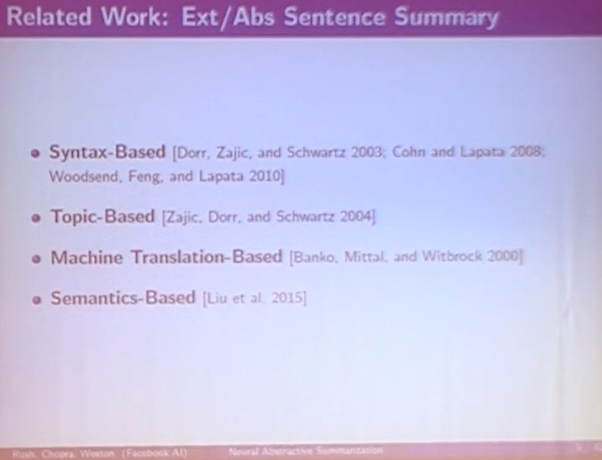 Related Work: Ext/Abs Sentence Summary
Syntax-Based [Dorr, Zajic, and Schwartz 2003; Cohn and Lapata 2008;
Woodsend, Feng, and Lapata 2010]
Topic-Based [Zajic, Dorr, and Schwartz 2004]
Machine Translation-Based [Banko, Mittal, and Witbrock 2000]
Semantics-Based [Liu et al. 2015]
Rush, Chopra, Weston (Facebook AI)
Neural Abstractive Summarization